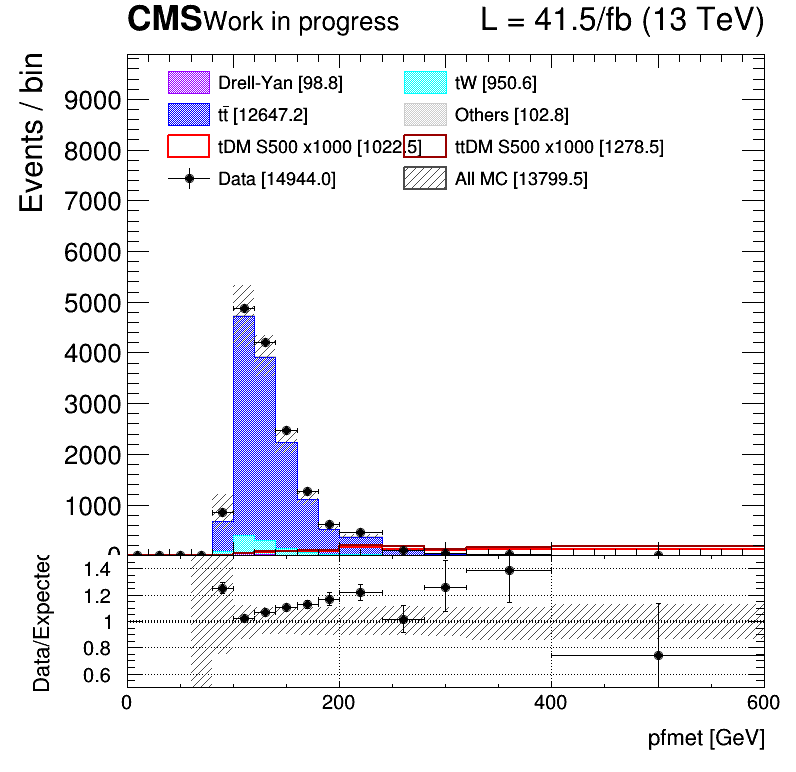 CMS Work in progress L = 41.5/fb (13 TeV)
Events / bin
Drell-Yan [98.8] tW [950.6]
tt̄ [12647.2] Others [102.8]
tDM S500 x1000 [1022.5] ttDM S500 x1000 [1278.5]
Data [14944.0] All MC [13799.5]
9000
8000
7000
6000
5000
4000
3000
2000
1000
0
Data/Expected
1.4
1.2
1
0.8
0.6
0 200 400 600
pfmet [GeV]